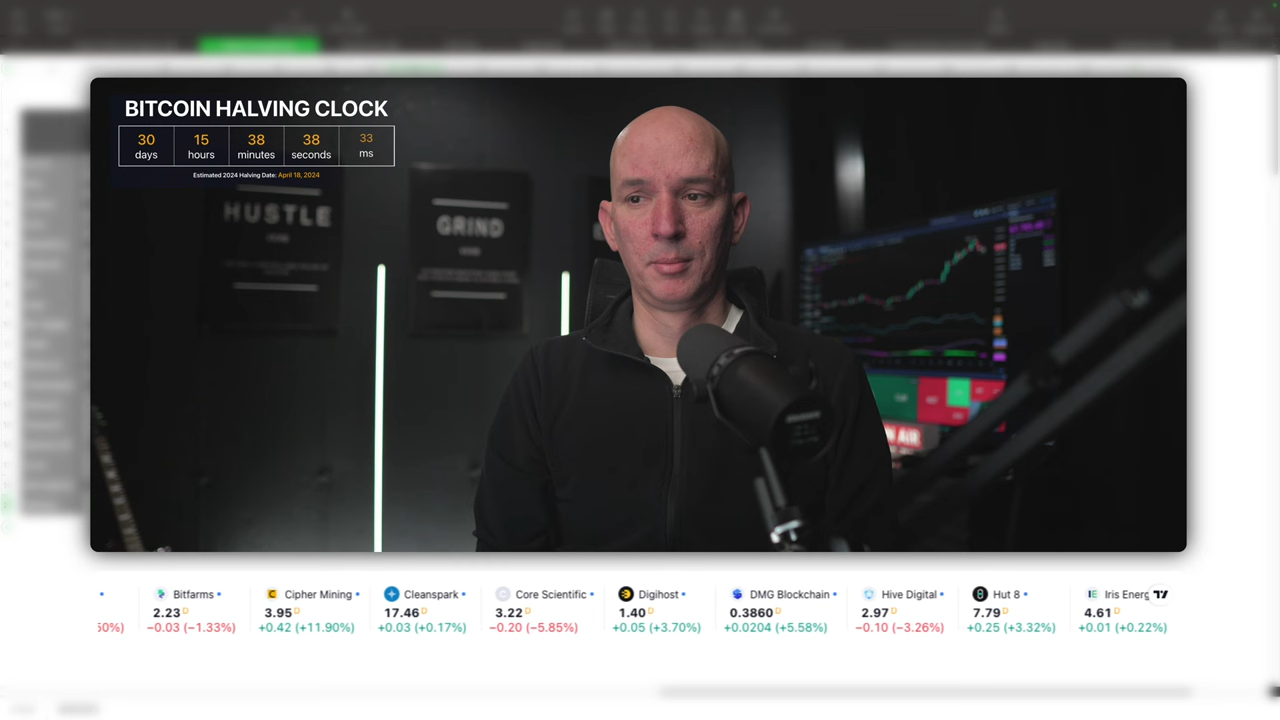 BITCOIN HALVING CLOCK
30 15 38 38 33
days hours minutes seconds ms
Estimated 2024 Halving Date: April 18, 2024
HUSTLE
GRIND
AIR
Bitfarms Cipher Mining Cleanspark Core Scientific Digihost DMG Blockchain Hive Digital Hut 8 Iris Energ
2.23 D 3.95 D 17.46 D 3.22 D 1.40 D 0.3860 D 2.97 D 7.79 D 4.61 D
50%) −0.03 (−1.33%) +0.42 (+11.90%) +0.03 (+0.17%) −0.20 (−5.85%) +0.05 (+3.70%) +0.0204 (+5.58%) −0.10 (−3.26%) +0.25 (+3.32%) +0.01 (+0.22%)